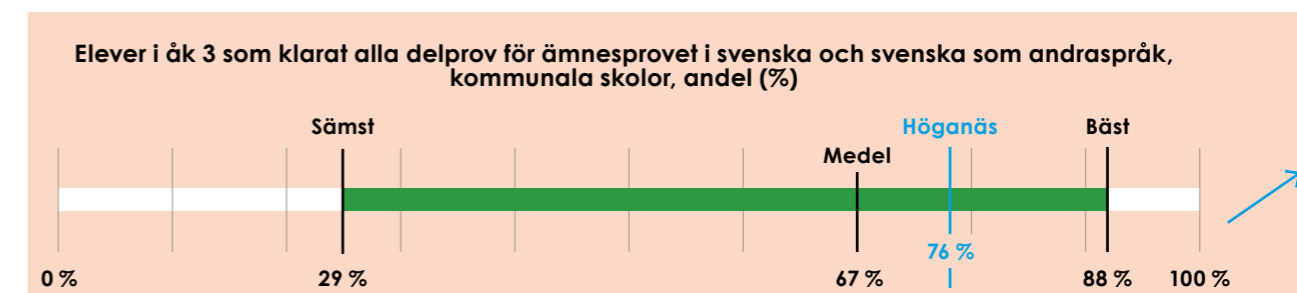 Elever i åk 3 som klarat alla delprov för ämnesprovet i svenska och svenska som andraspråk,
kommunala skolor, andel (%)
Sämst
Höganäs
Bäst
Medel
76 %
0 %
29 %
67 %
88 %
100 %